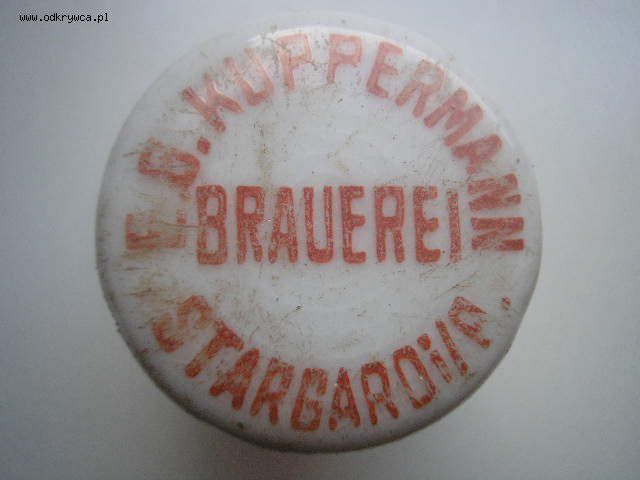 www.odkrywca.pl
E.G. KUPPERMANN
BRAUEREI
STARGARD i/P.